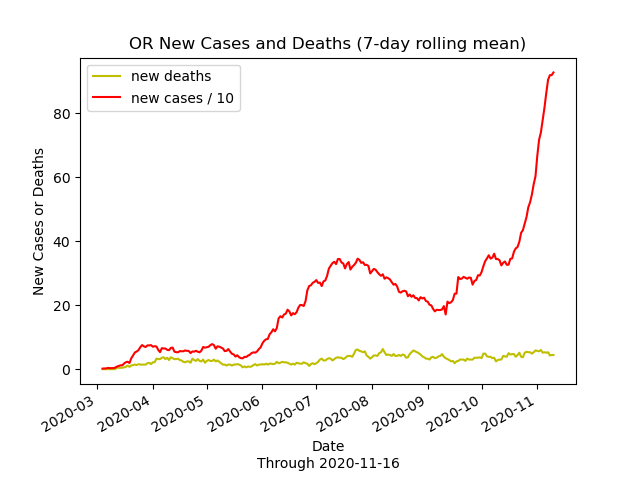 OR New Cases and Deaths (7-day rolling mean)
new deaths
new cases / 10
New Cases or Deaths
80
60
40
20
0
2020-03
2020-04
2020-05
2020-06
2020-07
2020-08
2020-09
2020-10
2020-11
Date
Through 2020-11-16